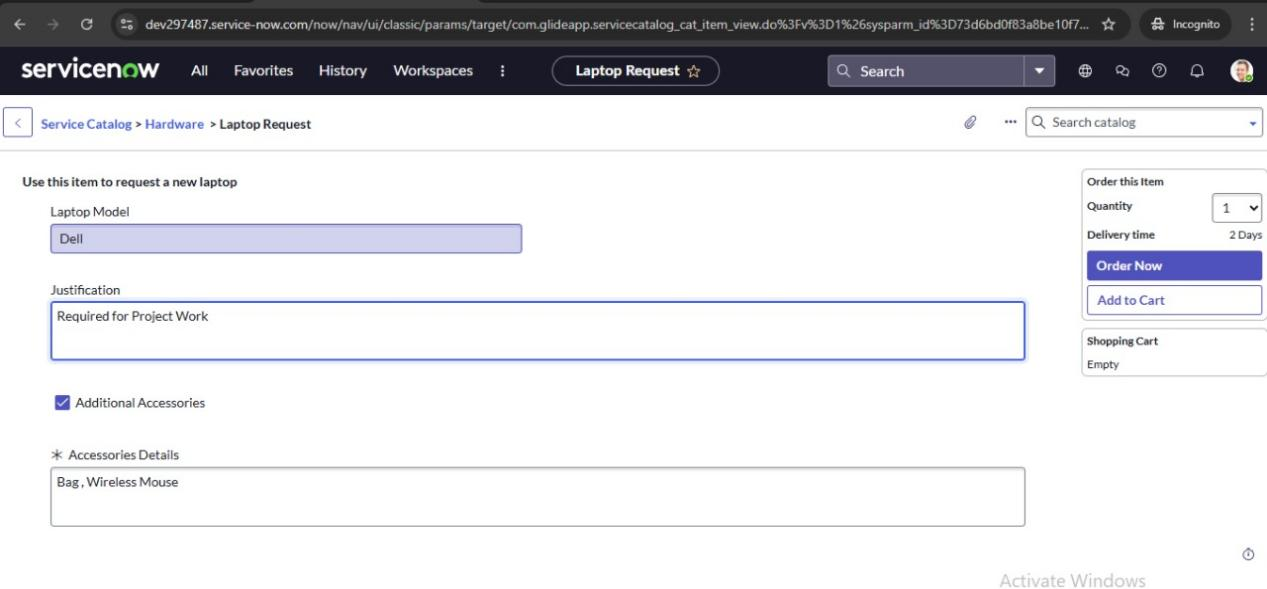 dev297487.service-now.com/now/nav/ui/classic/params/target/com.glideapp.servicecatalog_cat_item_view.do%3Fv%3D1%26sysparm_id%3D73d6bd0f83a8be10f7... Incognito
servicenow All Favorites History Workspaces Laptop Request Search
Service Catalog > Hardware > Laptop Request Search catalog
Use this item to request a new laptop
Laptop Model
Dell
Justification
Required for Project Work
Additional Accessories
* Accessories Details
Bag , Wireless Mouse
Order this Item
Quantity 1
Delivery time 2 Days
Order Now
Add to Cart
Shopping Cart
Empty
Activate Windows